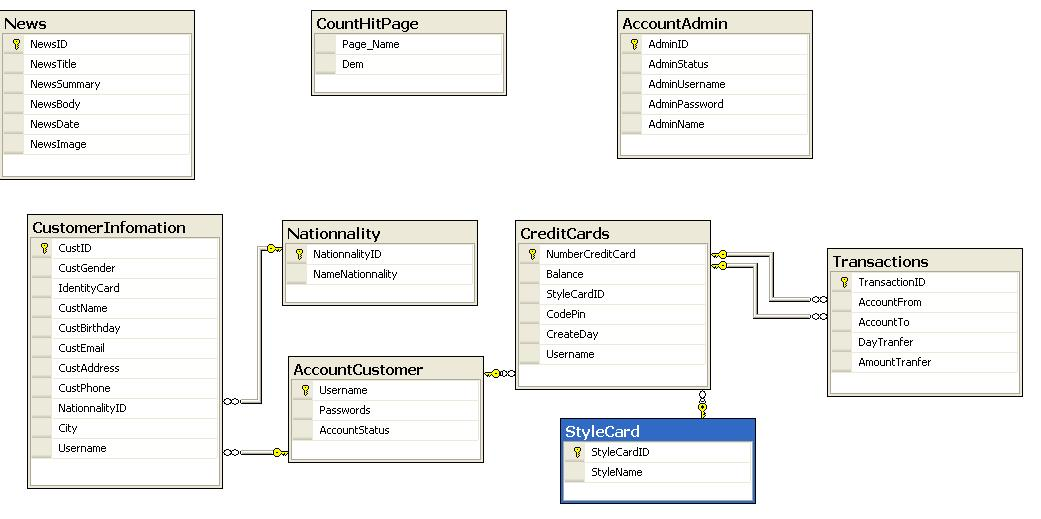 News
NewsID
NewsTitle
NewsSummary
NewsBody
NewsDate
NewsImage
CountHitPage
Page_Name
Dem
AccountAdmin
AdminID
AdminStatus
AdminUsername
AdminPassword
AdminName
CustomerInfomation
CustID
CustGender
IdentityCard
CustName
CustBirthday
CustEmail
CustAddress
CustPhone
NationnalityID
City
Username
Nationnality
NationnalityID
NameNationnality
AccountCustomer
Username
Passwords
AccountStatus
CreditCards
NumberCreditCard
Balance
StyleCardID
CodePin
CreateDay
Username
StyleCard
StyleCardID
StyleName
Transactions
TransactionID
AccountFrom
AccountTo
DayTranfer
AmountTranfer